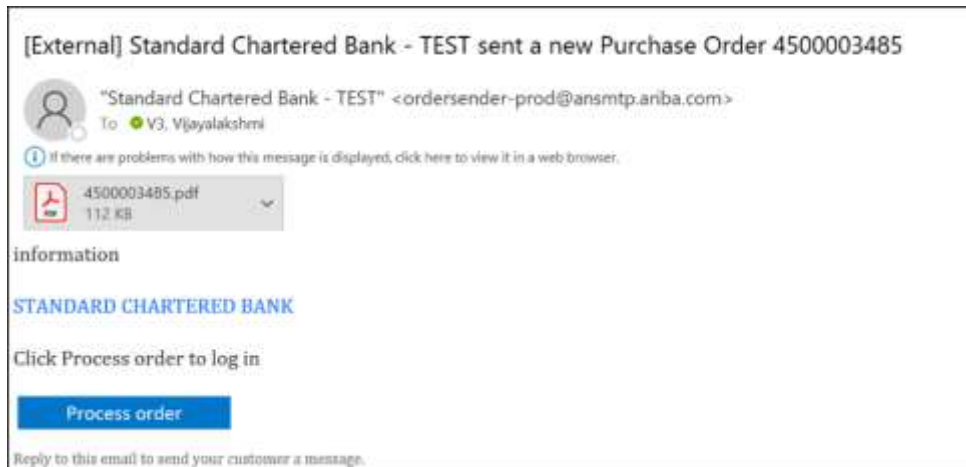 [External] Standard Chartered Bank - TEST sent a new Purchase Order 4500003485
"Standard Chartered Bank - TEST" <ordersender-prod@ansmtp.ariba.com>
To V3, Vijayalakshmi
If there are problems with how this message is displayed, click here to view it in a web browser.
4500003485.pdf
PDF
112 KB
information
STANDARD CHARTERED BANK
Click Process order to log in
Process order
Reply to this email to send your customer a message.